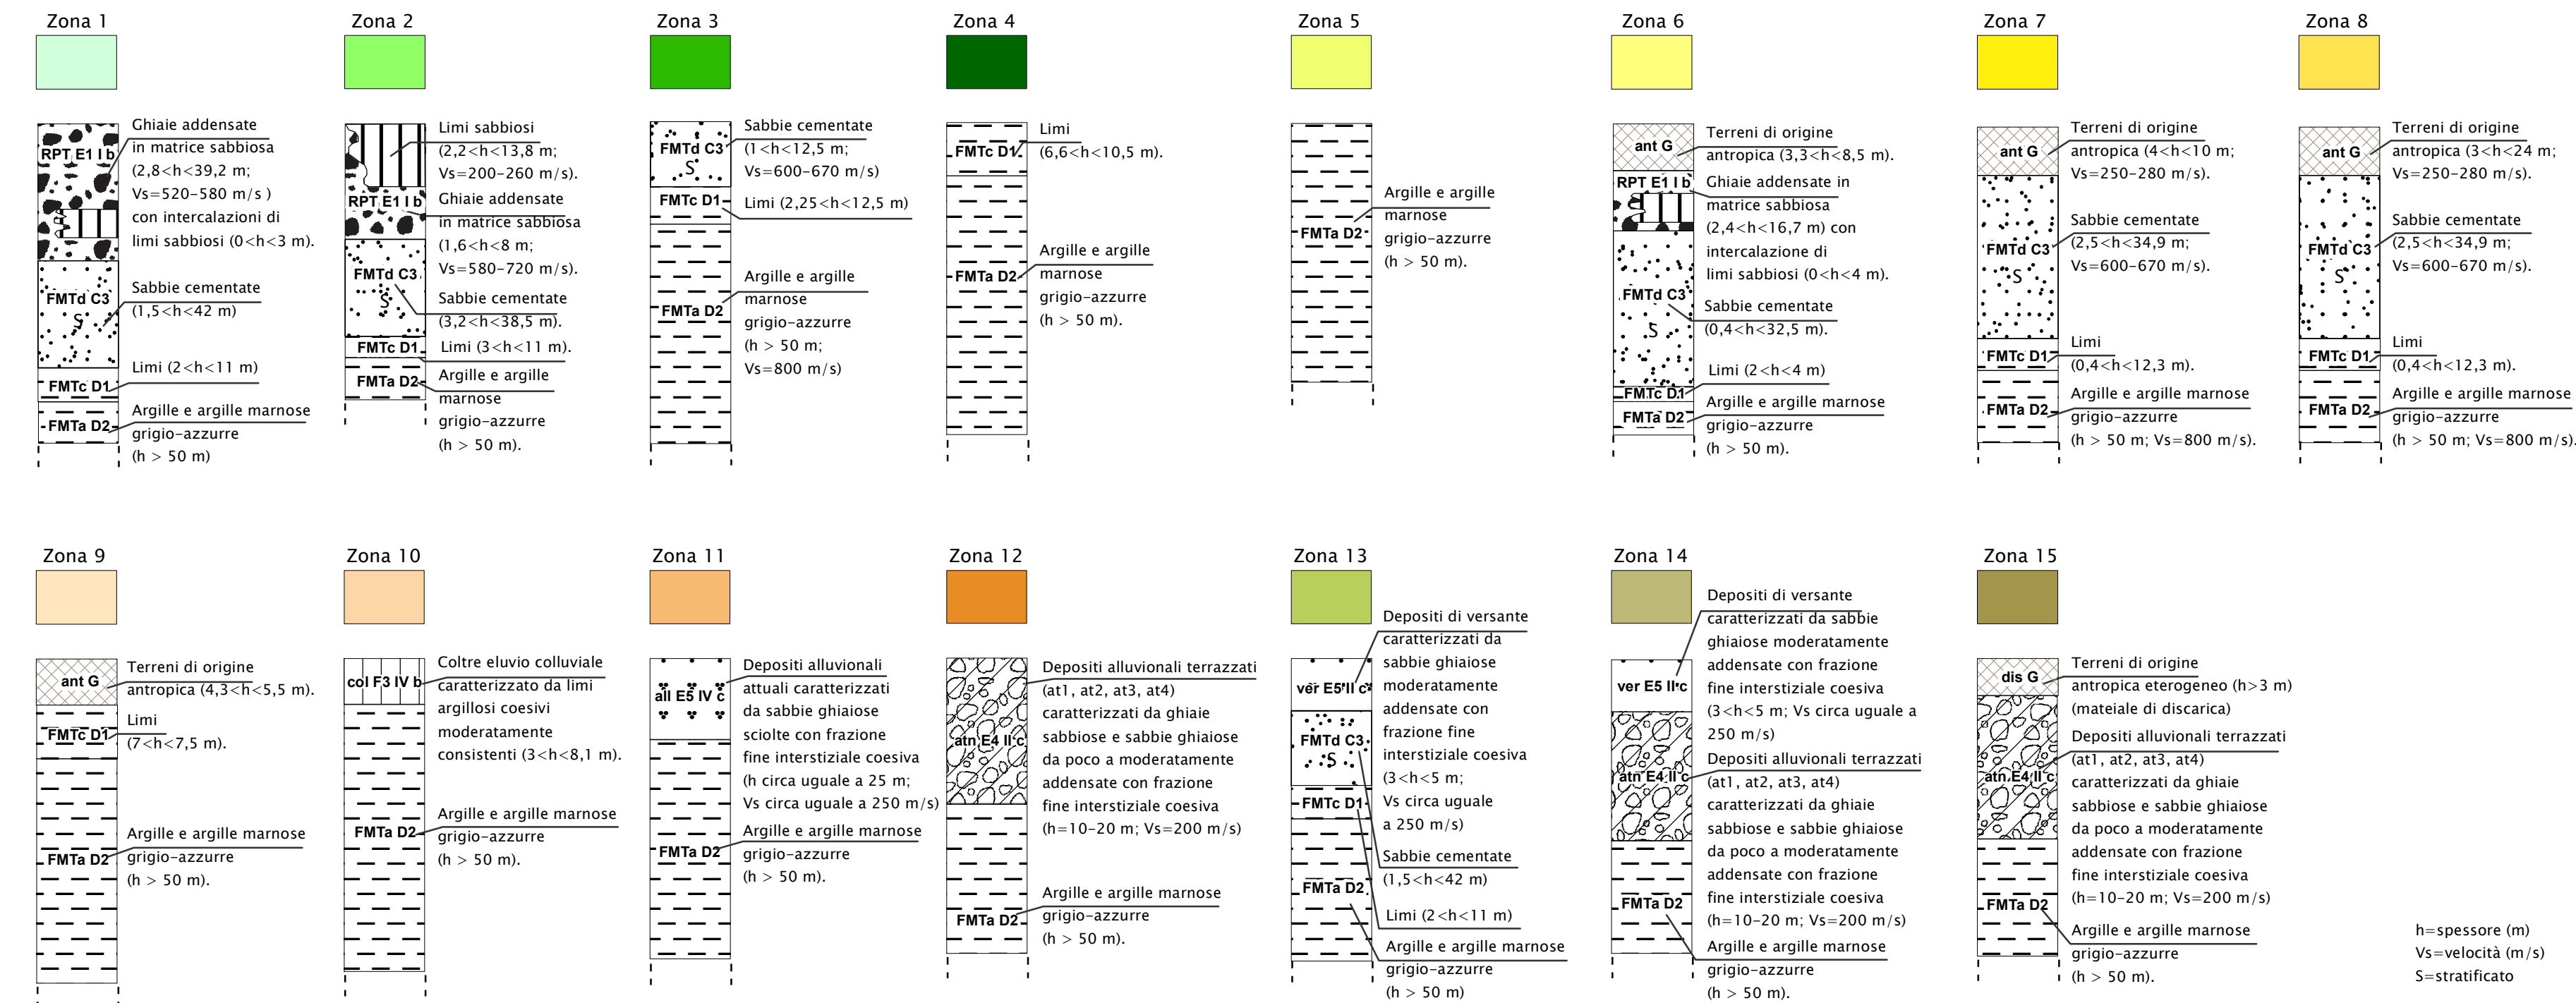 Zona 1
RPT E1 I b
FMTd C3
S
FMTc D1
FMTa D2
Ghiaie addensate
in matrice sabbiosa
(2,8<h<39,2 m;
Vs=520-580 m/s )
con intercalazioni di
limi sabbiosi (0<h<3 m).
Sabbie cementate
(1,5<h<42 m)
Limi (2<h<11 m)
Argille e argille marnose
grigio-azzurre
(h > 50 m)
Zona 2
RPT E1 I b
FMTd C3
S
FMTc D1
FMTa D2
Limi sabbiosi
(2,2<h<13,8 m;
Vs=200-260 m/s).
Ghiaie addensate
in matrice sabbiosa
(1,6<h<8 m;
Vs=580-720 m/s).
Sabbie cementate
(3,2<h<38,5 m).
Limi (3<h<11 m).
Argille e argille
marnose
grigio-azzurre
(h > 50 m).
Zona 3
FMTd C3
S
FMTc D1
FMTa D2
Sabbie cementate
(1<h<12,5 m;
Vs=600-670 m/s)
Limi (2,25<h<12,5 m)
Argille e argille
marnose
grigio-azzurre
(h > 50 m;
Vs=800 m/s)
Zona 4
FMTc D1
FMTa D2
Limi
(6,6<h<10,5 m).
Argille e argille
marnose
grigio-azzurre
(h > 50 m).
Zona 5
FMTa D2
Argille e argille
marnose
grigio-azzurre
(h > 50 m).
Zona 6
ant G
RPT E1 I b
FMTd C3
S
FMTc D1
FMTa D2
Terreni di origine
antropica (3,3<h<8,5 m).
Ghiaie addensate in
matrice sabbiosa
(2,4<h<16,7 m) con
intercalazione di
limi sabbiosi (0<h<4 m).
Sabbie cementate
(0,4<h<32,5 m).
Limi (2<h<4 m)
Argille e argille marnose
grigio-azzurre
(h > 50 m).
Zona 7
ant G
FMTd C3
S
FMTc D1
FMTa D2
Terreni di origine
antropica (4<h<10 m;
Vs=250-280 m/s).
Sabbie cementate
(2,5<h<34,9 m;
Vs=600-670 m/s).
Limi
(0,4<h<12,3 m).
Argille e argille marnose
grigio-azzurre
(h > 50 m; Vs=800 m/s).
Zona 8
ant G
FMTd C3
S
FMTc D1
FMTa D2
Terreni di origine
antropica (3<h<24 m;
Vs=250-280 m/s).
Sabbie cementate
(2,5<h<34,9 m;
Vs=600-670 m/s).
Limi
(0,4<h<12,3 m).
Argille e argille marnose
grigio-azzurre
(h > 50 m; Vs=800 m/s).
Zona 9
ant G
FMTc D1
FMTa D2
Terreni di origine
antropica (4,3<h<5,5 m).
Limi
(7<h<7,5 m).
Argille e argille marnose
grigio-azzurre
(h > 50 m).
Zona 10
col F3 IV b
FMTa D2
Coltre eluvio colluviale
caratterizzato da limi
argillosi coesivi
moderatamente
consistenti (3<h<8,1 m).
Argille e argille marnose
grigio-azzurre
(h > 50 m).
Zona 11
all E5 IV c
FMTa D2
Depositi alluvionali
attuali caratterizzati
da sabbie ghiaiose
sciolte con frazione
fine interstiziale coesiva
(h circa uguale a 25 m;
Vs circa uguale a 250 m/s)
Argille e argille marnose
grigio-azzurre
(h > 50 m).
Zona 12
atn E4 II c
FMTa D2
Depositi alluvionali terrazzati
(at1, at2, at3, at4)
caratterizzati da ghiaie
sabbiose e sabbie ghiaiose
da poco a moderatamente
addensate con frazione
fine interstiziale coesiva
(h=10-20 m; Vs=200 m/s)
Argille e argille marnose
grigio-azzurre
(h > 50 m).
Zona 13
ver E5 II c
FMTd C3
S
FMTc D1
FMTa D2
Depositi di versante
caratterizzati da
sabbie ghiaiose
moderatamente
addensate con
frazione fine
interstiziale coesiva
(3<h<5 m;
Vs circa uguale
a 250 m/s)
Sabbie cementate
(1,5<h<42 m)
Limi (2<h<11 m)
Argille e argille marnose
grigio-azzurre
(h > 50 m)
Zona 14
ver E5 II c
atn E4 II c
FMTa D2
Depositi di versante
caratterizzati da sabbie
ghiaiose moderatamente
addensate con frazione
fine interstiziale coesiva
(3<h<5 m; Vs circa uguale a
250 m/s)
Depositi alluvionali terrazzati
(at1, at2, at3, at4)
caratterizzati da ghiaie
sabbiose e sabbie ghiaiose
da poco a moderatamente
addensate con frazione
fine interstiziale coesiva
(h=10-20 m; Vs=200 m/s)
Argille e argille marnose
grigio-azzurre
(h > 50 m).
Zona 15
dis G
atn E4 II c
FMTa D2
Terreni di origine
antropica eterogeneo (h>3 m)
(mateiale di discarica)
Depositi alluvionali terrazzati
(at1, at2, at3, at4)
caratterizzati da ghiaie
sabbiose e sabbie ghiaiose
da poco a moderatamente
addensate con frazione
fine interstiziale coesiva
(h=10-20 m; Vs=200 m/s)
Argille e argille marnose
grigio-azzurre
(h > 50 m).
h=spessore (m)
Vs=velocità (m/s)
S=stratificato